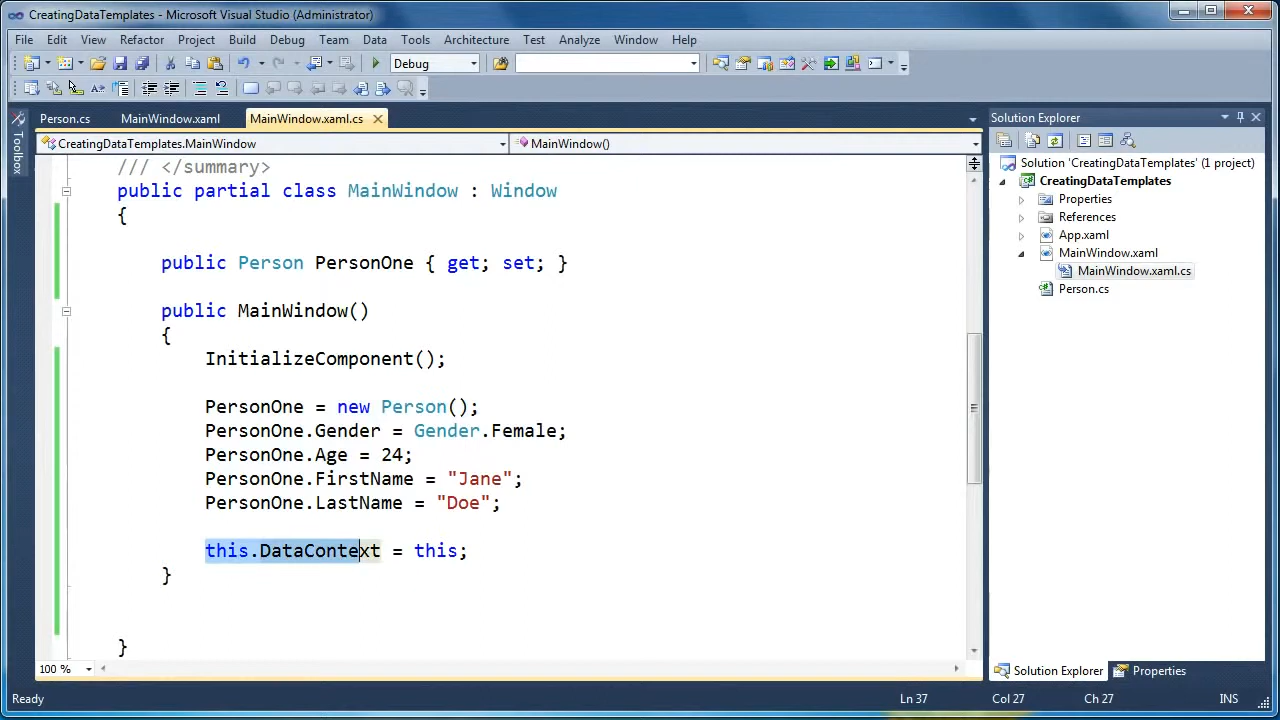 CreatingDataTemplates - Microsoft Visual Studio (Administrator)
File Edit View Refactor Project Build Debug Team Data Tools Architecture Test Analyze Window Help
Debug
Person.cs MainWindow.xaml MainWindow.xaml.cs
CreatingDataTemplates.MainWindow MainWindow()
Toolbox
/// </summary>
public partial class MainWindow : Window
{
public Person PersonOne { get; set; }
public MainWindow()
{
InitializeComponent();
PersonOne = new Person();
PersonOne.Gender = Gender.Female;
PersonOne.Age = 24;
PersonOne.FirstName = "Jane";
PersonOne.LastName = "Doe";
this.DataContext = this;
}
}
100 %
Solution Explorer
Solution 'CreatingDataTemplates' (1 project)
CreatingDataTemplates
Properties
References
App.xaml
MainWindow.xaml
MainWindow.xaml.cs
Person.cs
Solution Explorer Properties
Ready Ln 37 Col 27 Ch 27 INS